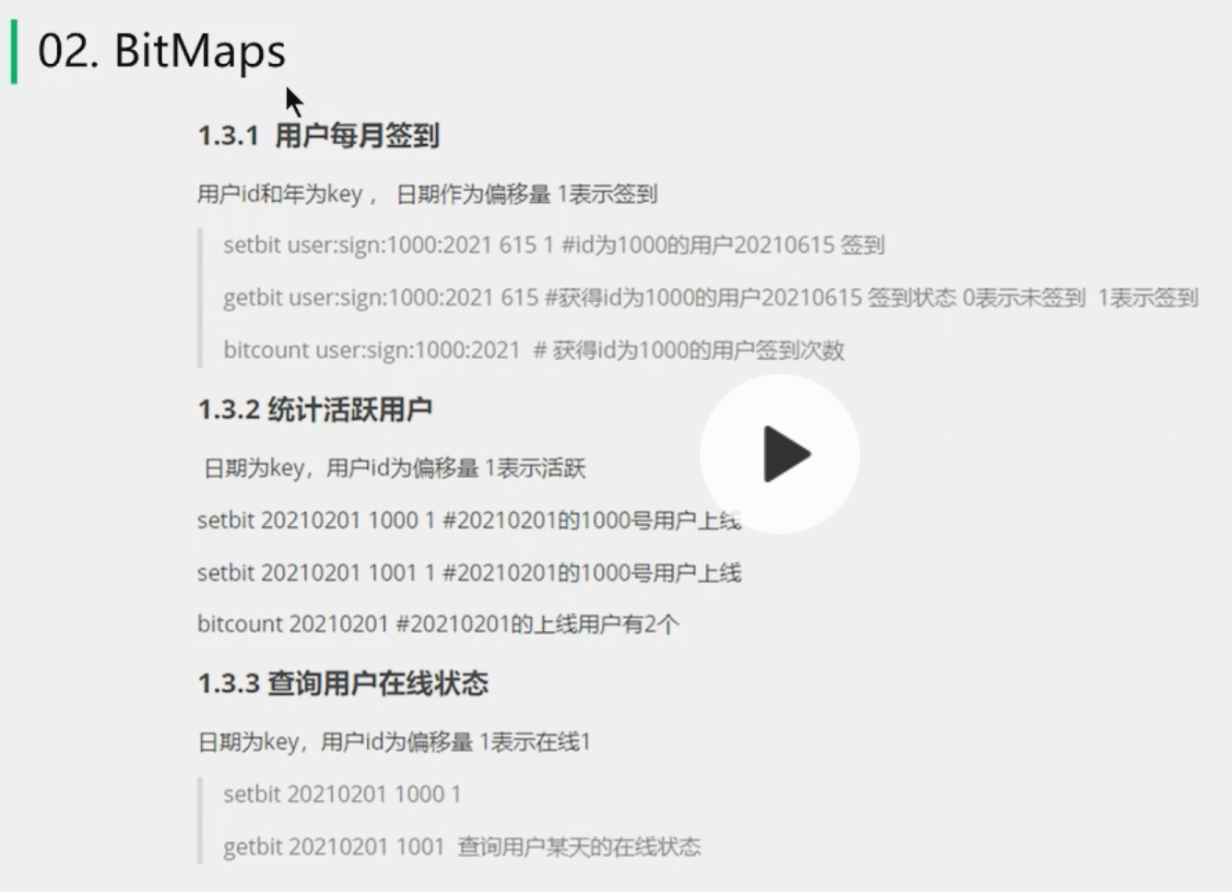 02. BitMaps
1.3.1 用户每月签到
用户id和年为key ， 日期作为偏移量 1表示签到
setbit user:sign:1000:2021 615 1 #id为1000的用户20210615 签到
getbit user:sign:1000:2021 615 #获得id为1000的用户20210615 签到状态 0表示未签到 1表示签到
bitcount user:sign:1000:2021 # 获得id为1000的用户签到次数
1.3.2 统计活跃用户
日期为key，用户id为偏移量 1表示活跃
setbit 20210201 1000 1 #20210201的1000号用户上线
setbit 20210201 1001 1 #20210201的1000号用户上线
bitcount 20210201 #20210201的上线用户有2个
1.3.3 查询用户在线状态
日期为key，用户id为偏移量 1表示在线1
setbit 20210201 1000 1
getbit 20210201 1001 查询用户某天的在线状态